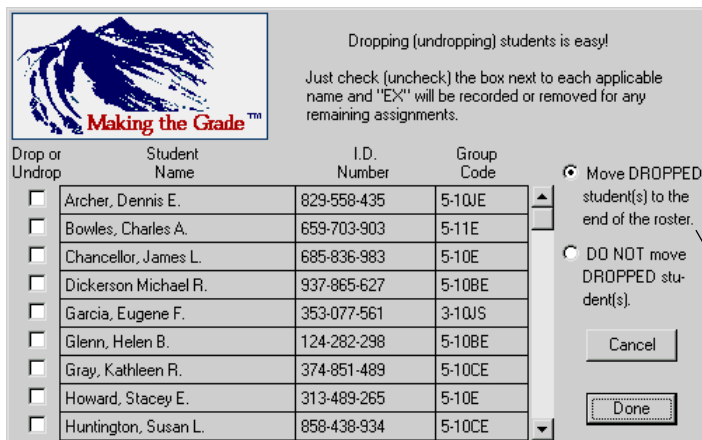 Dropping (undropping) students is easy!
Just check (uncheck) the box next to each applicable
name and "EX" will be recorded or removed for any
remaining assignments.
Making the Grade™
Drop or Undrop Student Name I.D. Number Group Code
Archer, Dennis E. 829-558-435 5-10JE
Bowles, Charles A. 659-703-903 5-11E
Chancellor, James L. 685-836-983 5-10E
Dickerson Michael R. 937-865-627 5-10BE
Garcia, Eugene F. 353-077-561 3-10JS
Glenn, Helen B. 124-282-298 5-10BE
Gray, Kathleen R. 374-851-489 5-10CE
Howard, Stacey E. 313-489-265 5-10E
Huntington, Susan L. 858-438-934 5-10CE
Move DROPPED
student(s) to the
end of the roster.
DO NOT move
DROPPED stu-
dent(s).
Cancel
Done